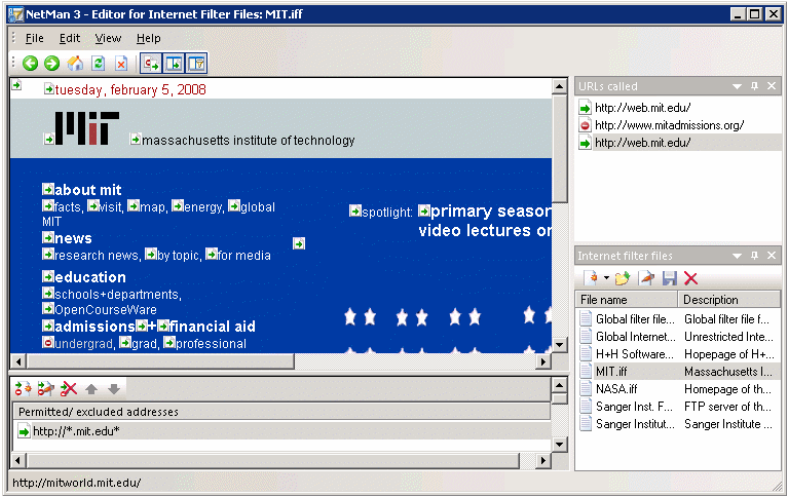 NetMan 3 - Editor for Internet Filter Files: MIT.iff
File Edit View Help
tuesday, february 5, 2008
MIT
massachusetts institute of technology
about mit
facts, visit, map, energy, global
MIT
news
research news, by topic, for media
education
schools+departments,
OpenCourseWare
admissions + financial aid
undergrad, grad, professional
spotlight: primary season
video lectures on
Permitted/ excluded addresses
http://*.mit.edu*
http://mitworld.mit.edu/
URLs called
http://web.mit.edu/
http://www.mitadmissions.org/
http://web.mit.edu/
Internet filter files
File name Description
Global filter file... Global filter file f...
Global Internet... Unrestricted Inte...
H+H Software... Hopepage of H+...
MIT.iff Massachusetts I...
NASA.iff Homepage of th...
Sanger Inst. F... FTP server of th...
Sanger Institut... Sanger Institute ...